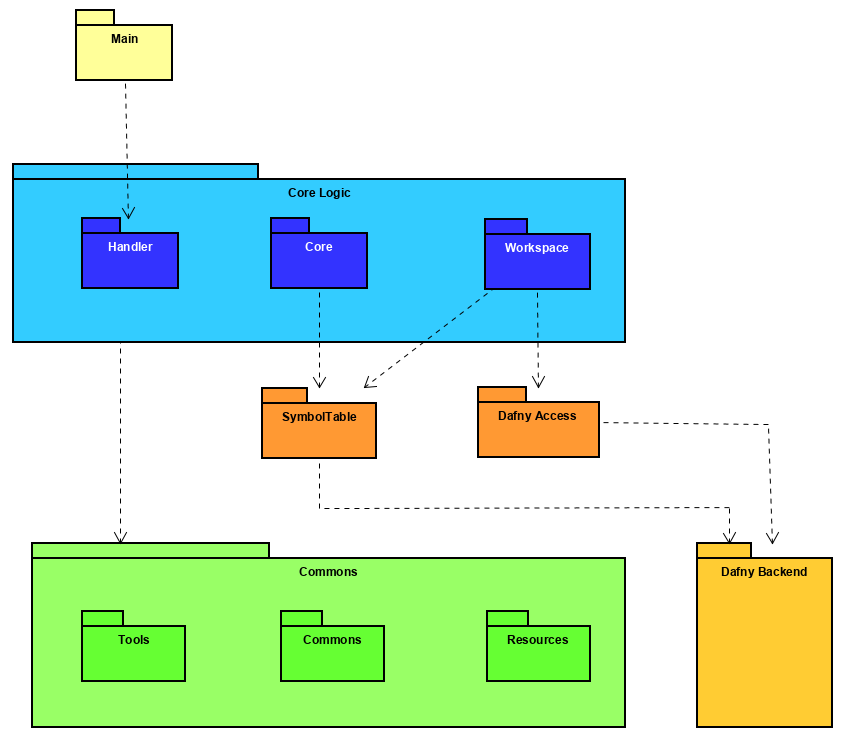 Main
Core Logic
Handler
Core
Workspace
SymbolTable
Dafny Access
Commons
Dafny Backend
Tools
Commons
Resources